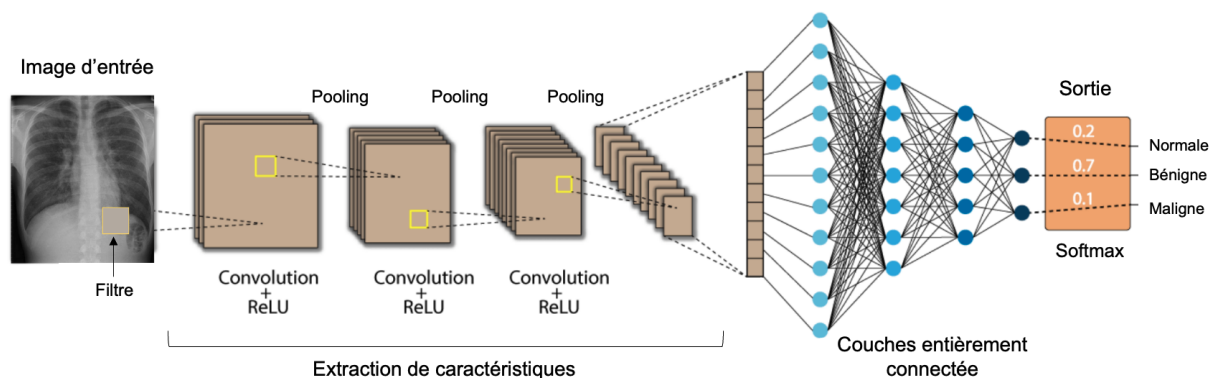 Image d'entrée
Filtre
Pooling
Pooling
Pooling
Convolution
+
ReLU
Convolution
+
ReLU
Convolution
+
ReLU
Extraction de caractéristiques
Couches entièrement
connectée
Sortie
0.2
0.7
0.1
Softmax
Normale
Bénigne
Maligne